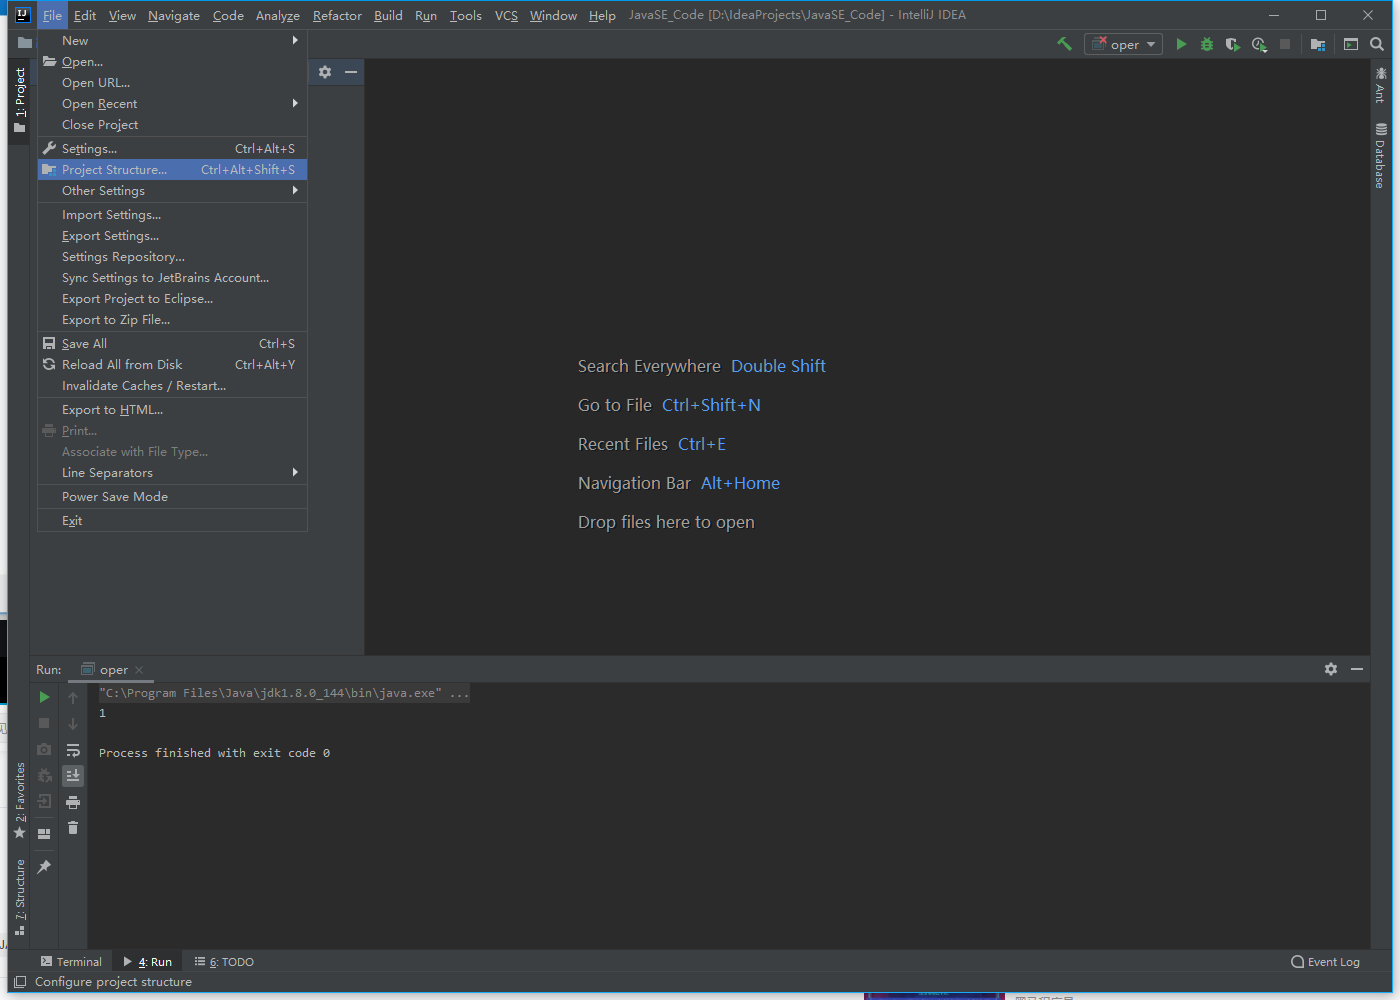 File Edit View Navigate Code Analyze Refactor Build Run Tools VCS Window Help JavaSE_Code [D:\IdeaProjects\JavaSE_Code] - IntelliJ IDEA
oper
New
Open...
Open URL...
Open Recent
Close Project
Settings... Ctrl+Alt+S
Project Structure... Ctrl+Alt+Shift+S
Other Settings
Import Settings...
Export Settings...
Settings Repository...
Sync Settings to JetBrains Account...
Export Project to Eclipse...
Export to Zip File...
Save All Ctrl+S
Reload All from Disk Ctrl+Alt+Y
Invalidate Caches / Restart...
Export to HTML...
Print...
Associate with File Type...
Line Separators
Power Save Mode
Exit
1: Project
Ant
Database
Search Everywhere Double Shift
Go to File Ctrl+Shift+N
Recent Files Ctrl+E
Navigation Bar Alt+Home
Drop files here to open
Run: oper
"C:\Program Files\Java\jdk1.8.0_144\bin\java.exe" ...
1
Process finished with exit code 0
2: Favorites
7: Structure
Terminal 4: Run 6: TODO Event Log
Configure project structure